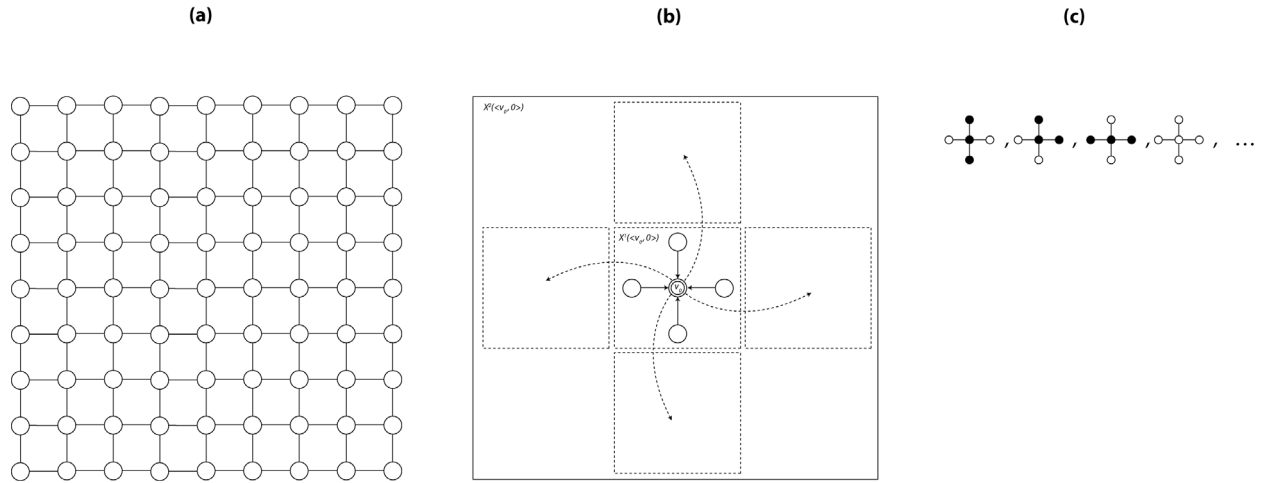 (a)
(b)
(c)
X²(<v₀, 0>)
X¹(<v₀, 0>)
v₀
, , , , ...